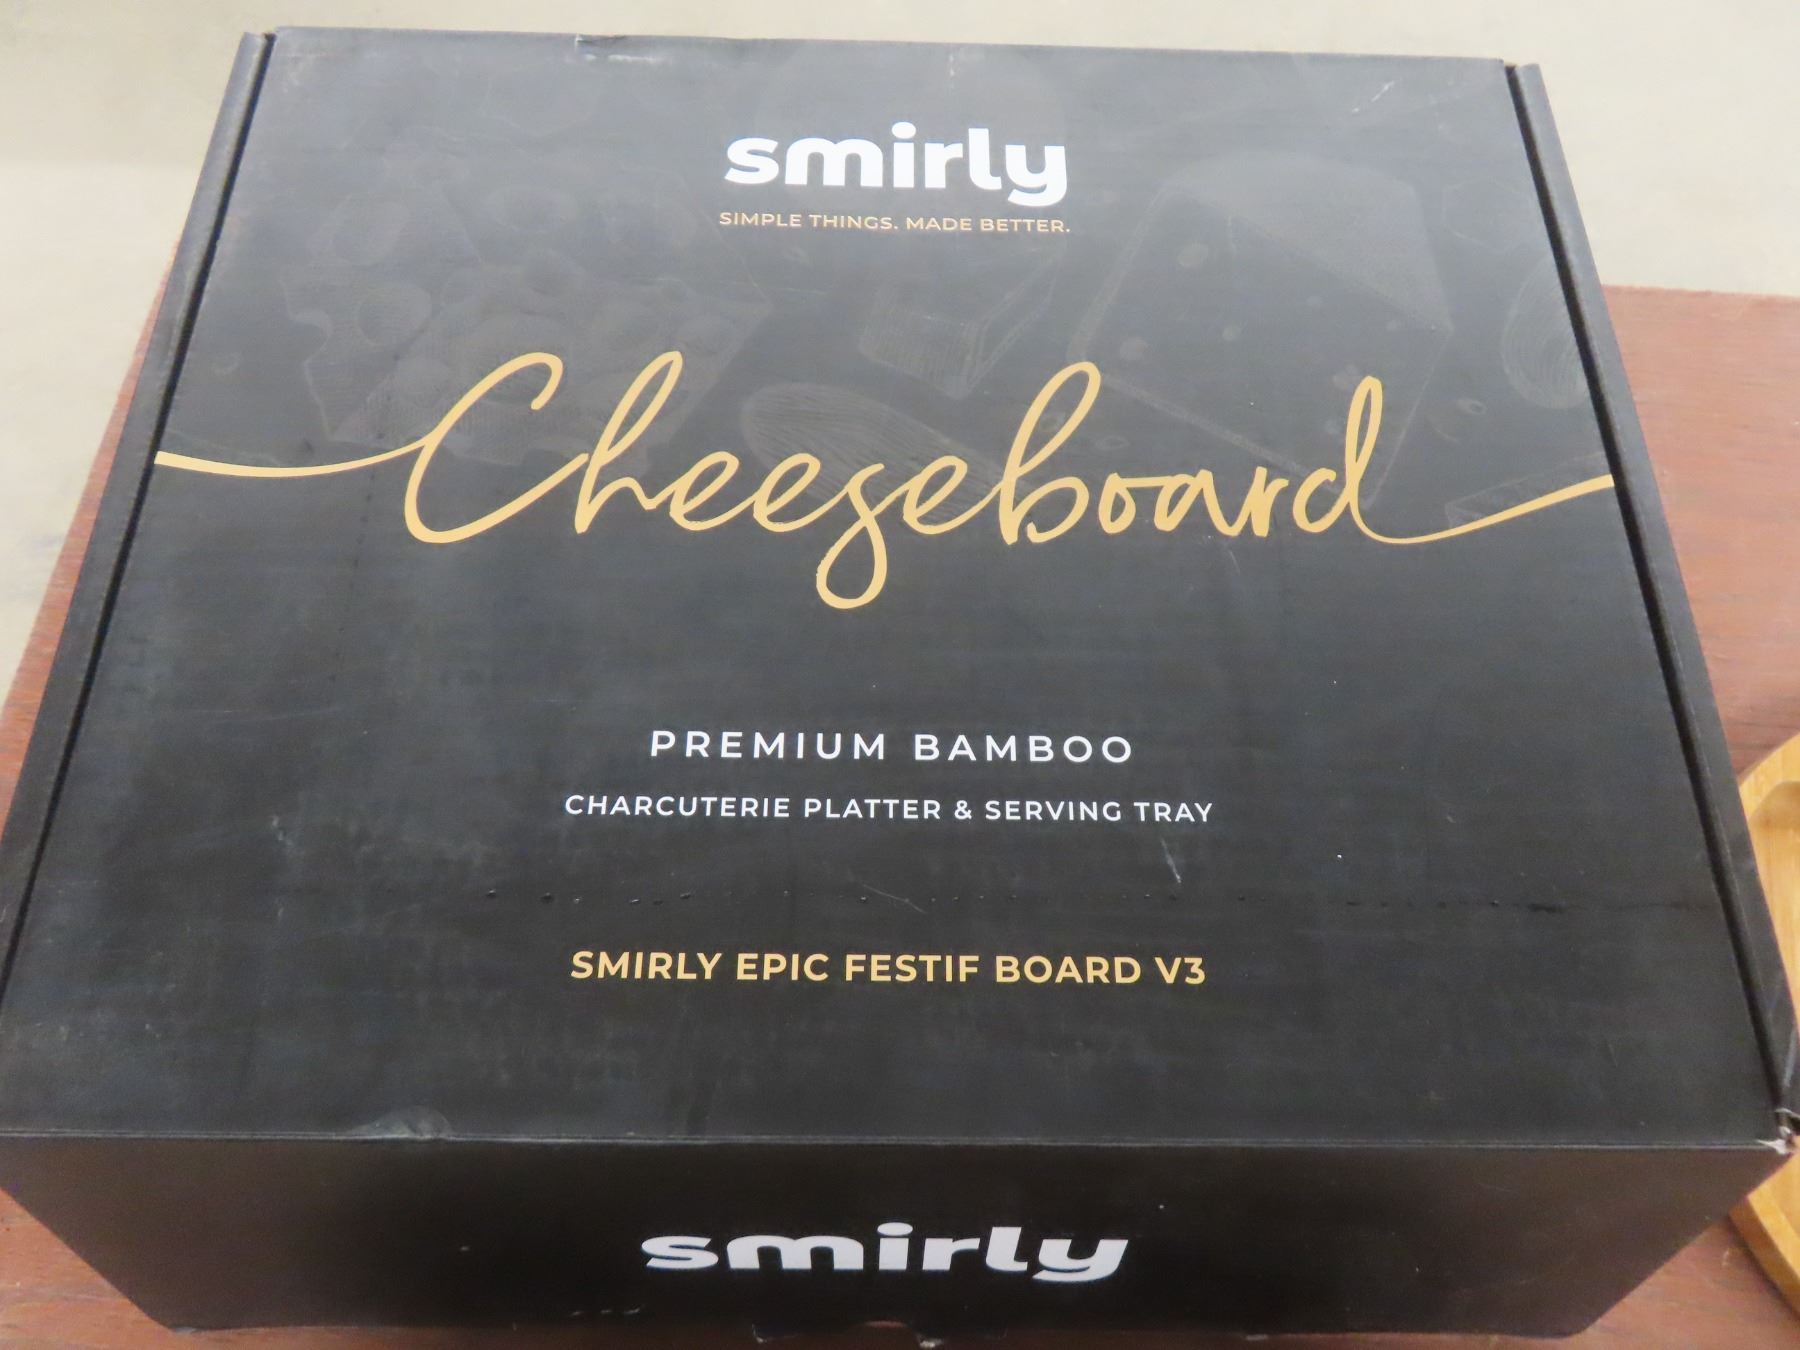 smirly
SIMPLE THINGS. MADE BETTER.
Cheeseboard
PREMIUM BAMBOO
CHARCUTERIE PLATTER & SERVING TRAY
SMIRLY EPIC FESTIF BOARD V3
smirly